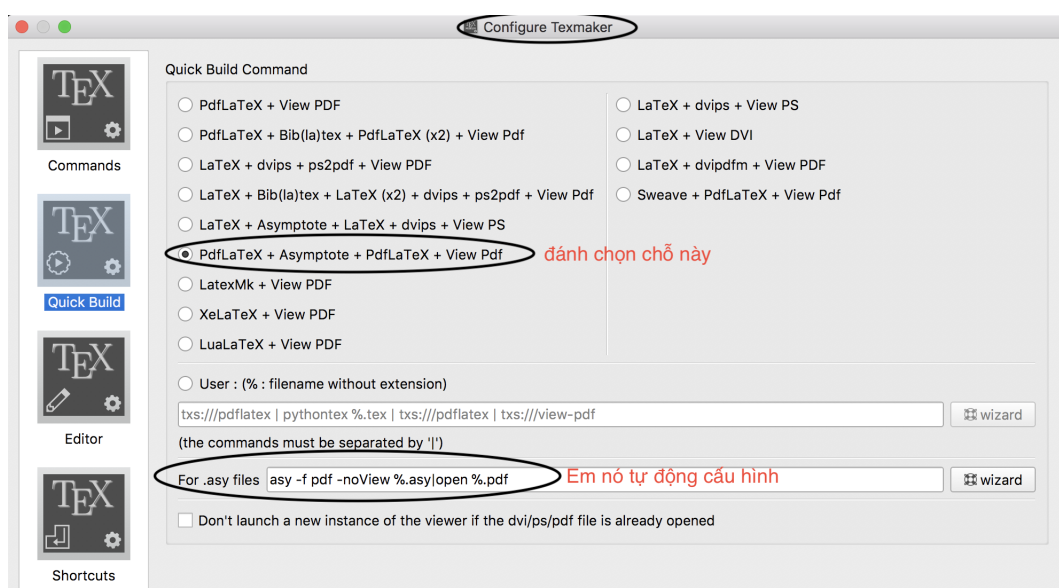 Configure Texmaker
TEX
Commands
TEX
Quick Build
TEX
Editor
TEX
Shortcuts
Quick Build Command
PdfLaTeX + View PDF
PdfLaTeX + Bib(la)tex + PdfLaTeX (x2) + View Pdf
LaTeX + dvips + ps2pdf + View PDF
LaTeX + Bib(la)tex + LaTeX (x2) + dvips + ps2pdf + View Pdf
LaTeX + Asymptote + LaTeX + dvips + View PS
PdfLaTeX + Asymptote + PdfLaTeX + View Pdf đánh chọn chỗ này
LatexMk + View PDF
XeLaTeX + View PDF
LuaLaTeX + View PDF
LaTeX + dvips + View PS
LaTeX + View DVI
LaTeX + dvipdfm + View PDF
Sweave + PdfLaTeX + View Pdf
User : (% : filename without extension)
txs:///pdflatex | pythontex %.tex | txs:///pdflatex | txs:///view-pdf wizard
(the commands must be separated by '|')
For .asy files asy -f pdf -noView %.asy|open %.pdf Em nó tự động cấu hình wizard
Don't launch a new instance of the viewer if the dvi/ps/pdf file is already opened